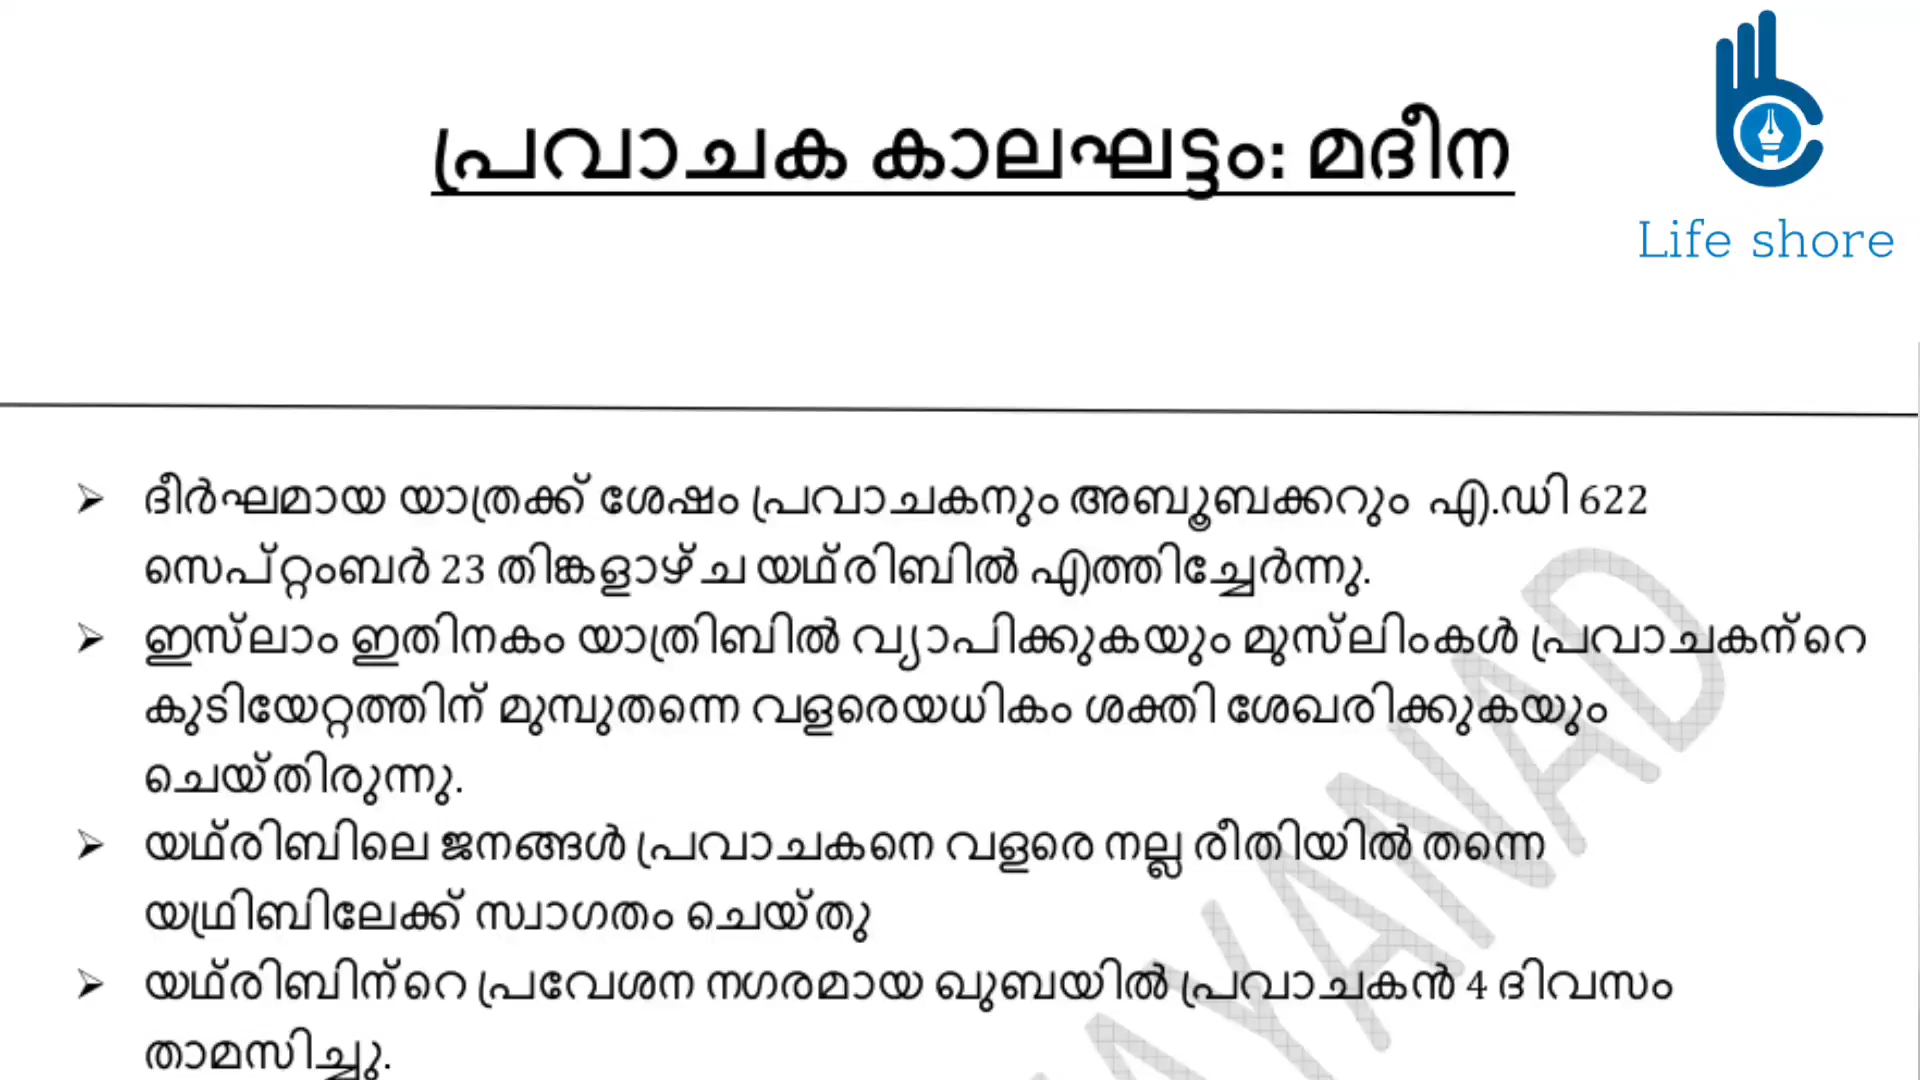 പ്രവാചക കാലഘട്ടം: മദീന
Life shore
➢ ദീർഘമായ യാത്രക്ക് ശേഷം പ്രവാചകനും അബൂബക്കറും എ.ഡി 622
സെപ്റ്റംബർ 23 തിങ്കളാഴ്ച യഥ്‌രിബിൽ എത്തിച്ചേർന്നു.
➢ ഇസ്‌ലാം ഇതിനകം യാത്രിബിൽ വ്യാപിക്കുകയും മുസ്‌ലിംകൾ പ്രവാചകന്റെ
കുടിയേറ്റത്തിന് മുമ്പുതന്നെ വളരെയധികം ശക്തി ശേഖരിക്കുകയും
ചെയ്തിരുന്നു.
➢ യഥ്‌രിബിലെ ജനങ്ങൾ പ്രവാചകനെ വളരെ നല്ല രീതിയിൽ തന്നെ
യഥ്രിബിലേക്ക് സ്വാഗതം ചെയ്തു
➢ യഥ്‌രിബിന്റെ പ്രവേശന നഗരമായ ഖുബയിൽ പ്രവാചകൻ 4 ദിവസം
താമസിച്ചു.
AYANAD